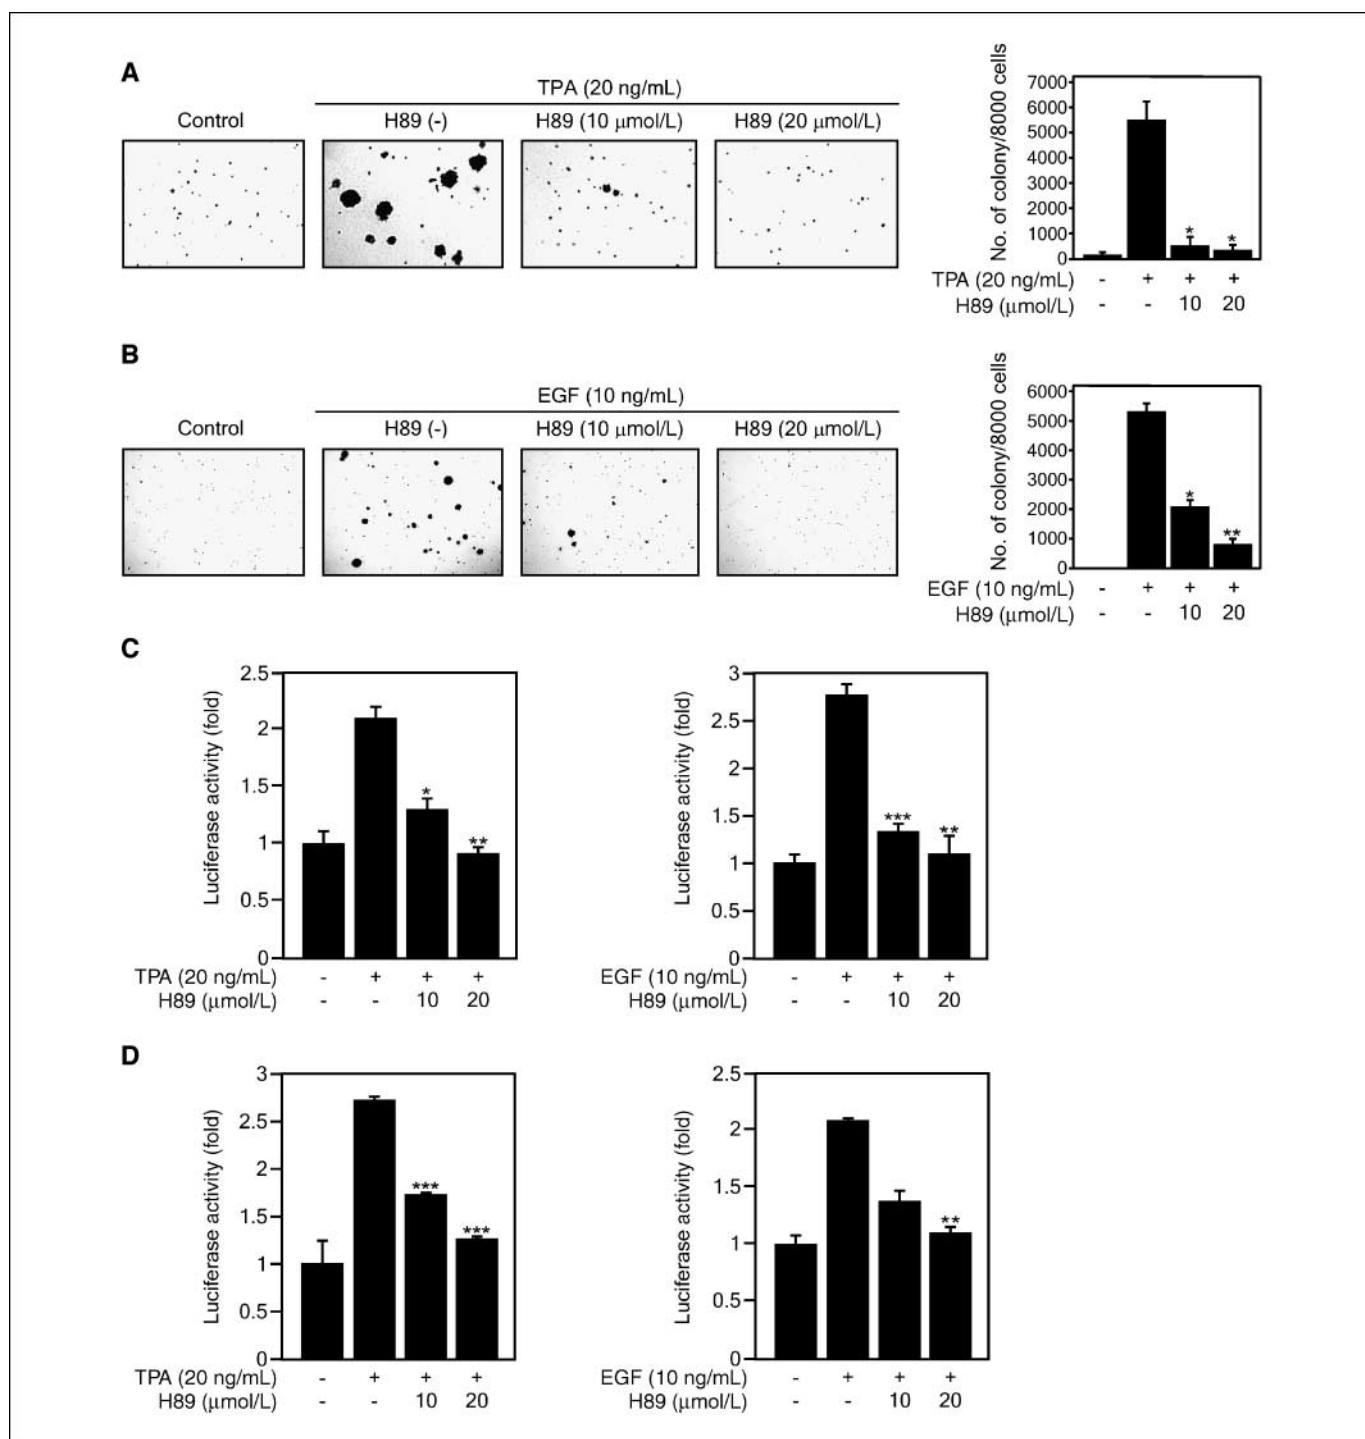 A
TPA (20 ng/mL)
Control
H89 (-)
H89 (10 μmol/L)
H89 (20 μmol/L)
No. of colony/8000 cells
7000
6000
5000
4000
3000
2000
1000
0
* *
TPA (20 ng/mL) - + + +
H89 (μmol/L) - - 10 20
B
EGF (10 ng/mL)
Control
H89 (-)
H89 (10 μmol/L)
H89 (20 μmol/L)
No. of colony/8000 cells
6000
5000
4000
3000
2000
1000
0
* **
EGF (10 ng/mL) - + + +
H89 (μmol/L) - - 10 20
C
Luciferase activity (fold)
2.5
2
1.5
1
0.5
0
* **
TPA (20 ng/mL) - + + +
H89 (μmol/L) - - 10 20
Luciferase activity (fold)
3
2.5
2
1.5
1
0.5
0
*** **
EGF (10 ng/mL) - + + +
H89 (μmol/L) - - 10 20
D
Luciferase activity (fold)
3
2.5
2
1.5
1
0.5
0
*** ***
TPA (20 ng/mL) - + + +
H89 (μmol/L) - - 10 20
Luciferase activity (fold)
2.5
2
1.5
1
0.5
0
**
EGF (10 ng/mL) - + + +
H89 (μmol/L) - - 10 20